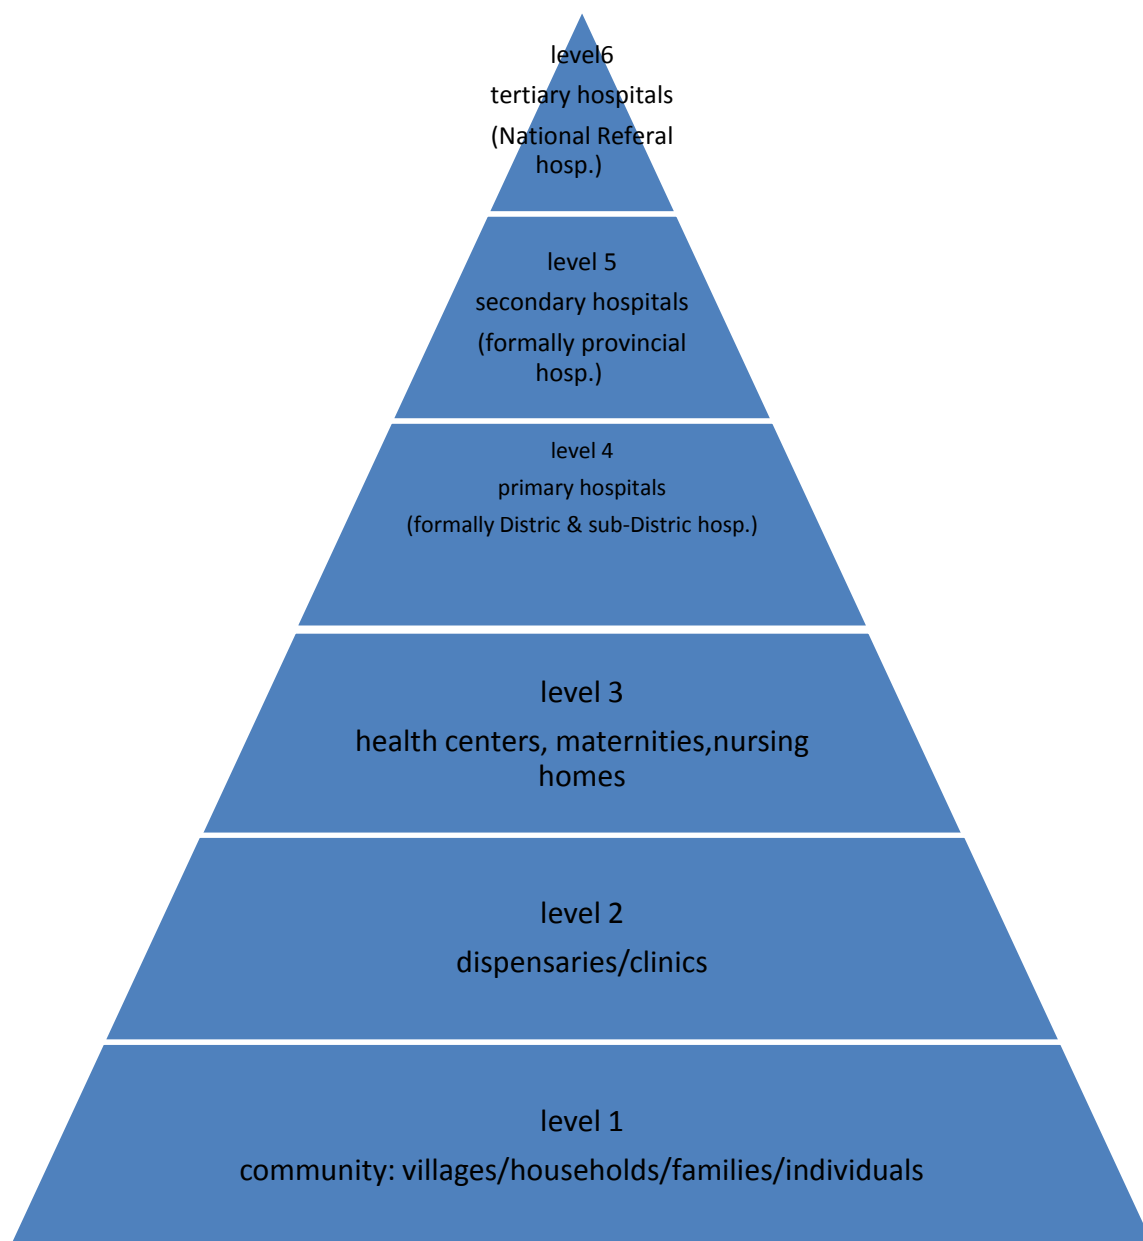 level6
tertiary hospitals
(National Referal
hosp.)
level 5
secondary hospitals
(formally provincial
hosp.)
level 4
primary hospitals
(formally Distric & sub-Distric hosp.)
level 3
health centers, maternities,nursing
homes
level 2
dispensaries/clinics
level 1
community: villages/households/families/individuals